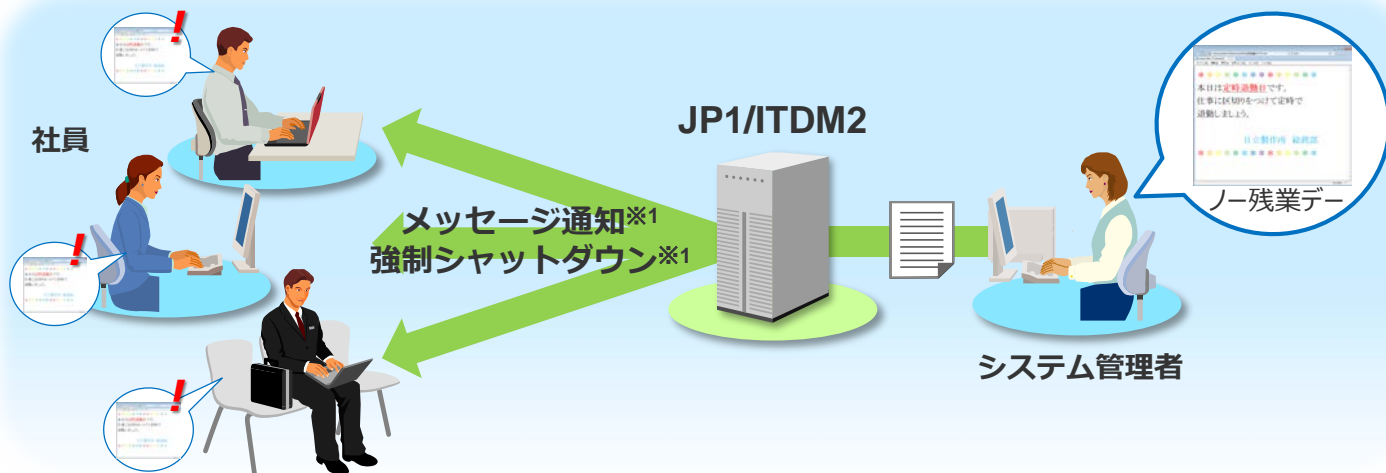 社員
メッセージ通知※1
強制シャットダウン※1
JP1/ITDM2
システム管理者
本日は定時退勤日です。
仕事に区切りをつけて定時で
退勤しましょう。
日立製作所 総務部
ノー残業デー